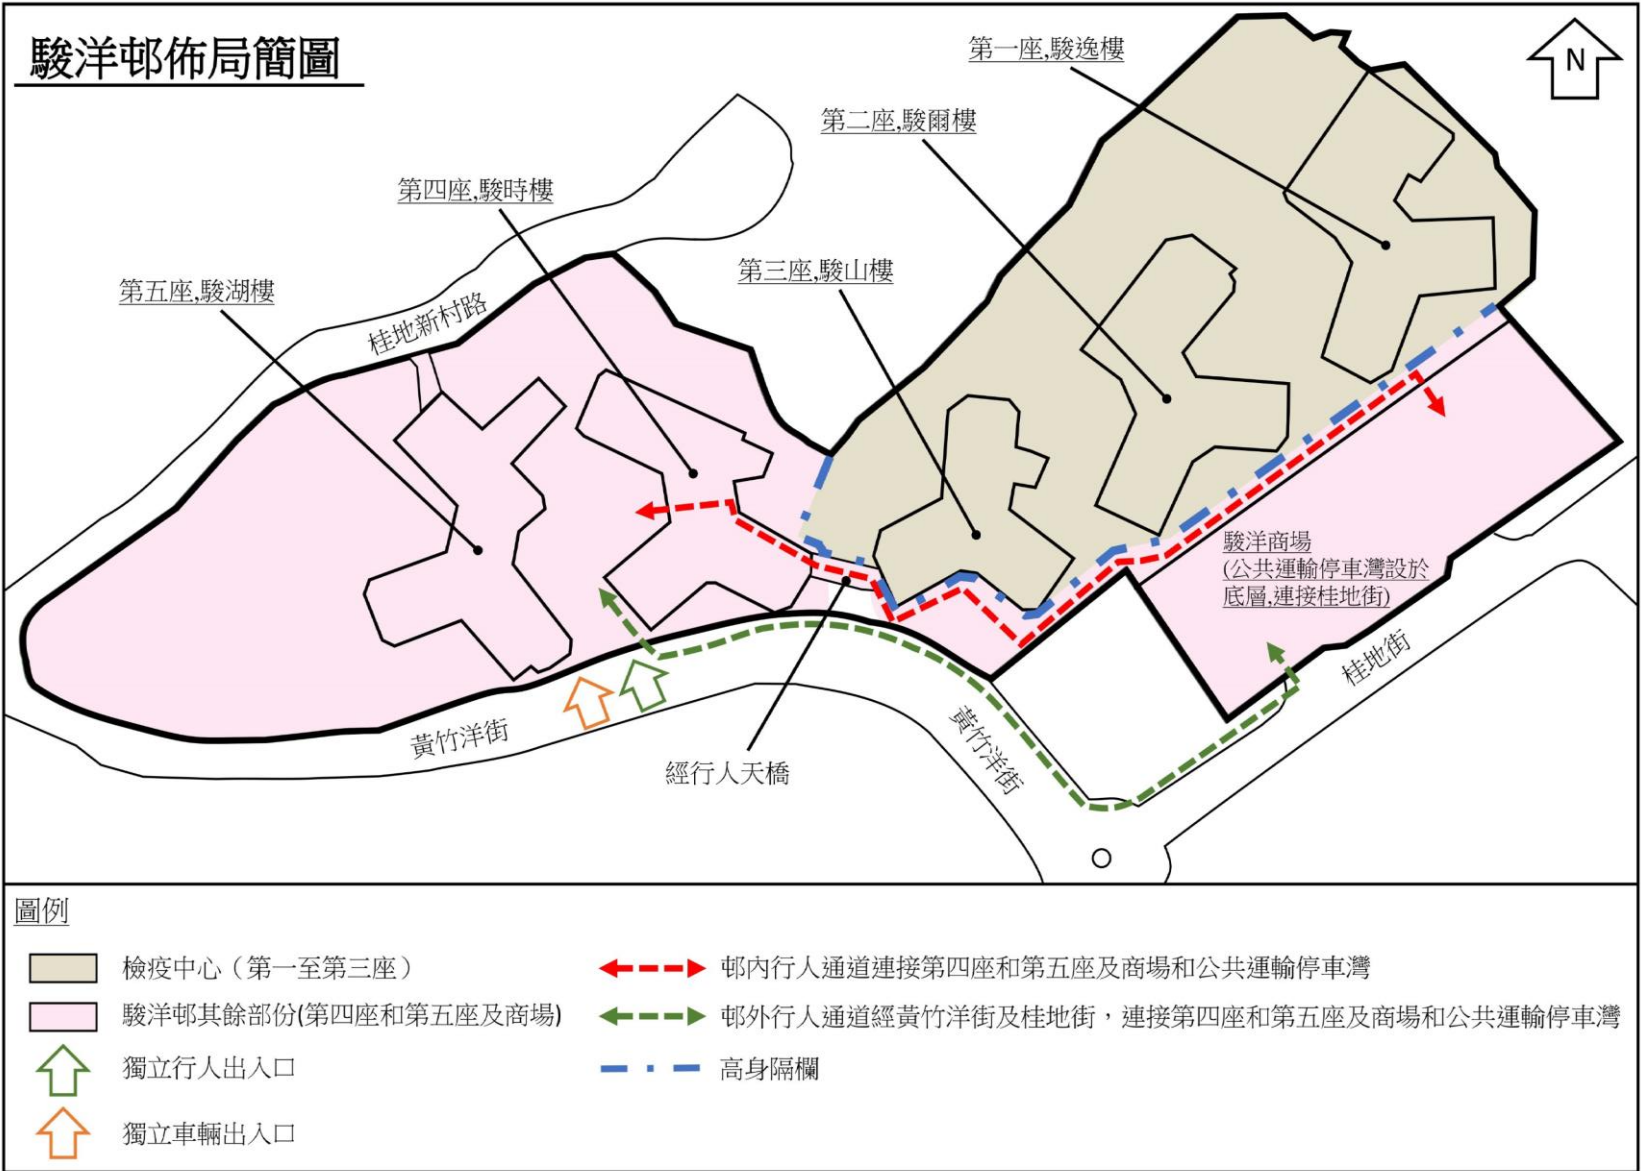 駿洋邨佈局簡圖
N
第一座,駿逸樓
第二座,駿爾樓
第四座,駿時樓
第三座,駿山樓
第五座,駿湖樓
桂地新村路
駿洋商場
(公共運輸停車灣設於
底層,連接桂地街)
桂地街
黃竹洋街
黃竹洋街
經行人天橋
圖例
檢疫中心（第一至第三座）
邨內行人通道連接第四座和第五座及商場和公共運輸停車灣
駿洋邨其餘部份(第四座和第五座及商場)
邨外行人通道經黃竹洋街及桂地街，連接第四座和第五座及商場和公共運輸停車灣
獨立行人出入口
高身隔欄
獨立車輛出入口